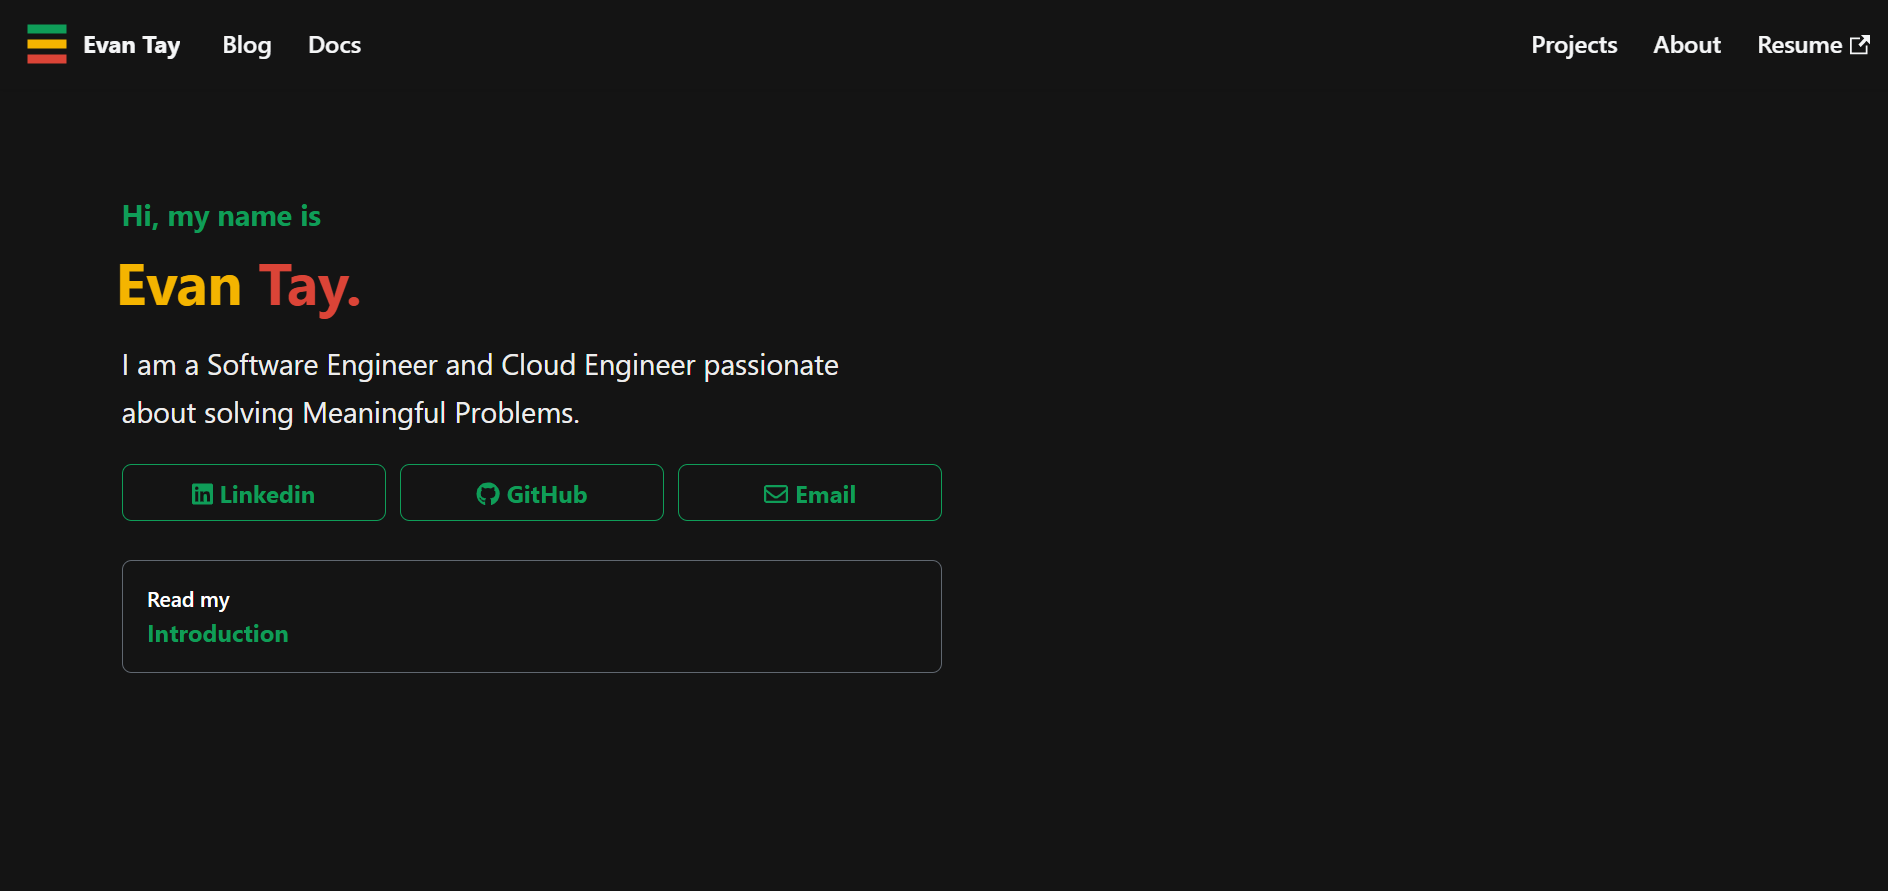 Evan Tay Blog Docs Projects About Resume
Hi, my name is
Evan Tay.
I am a Software Engineer and Cloud Engineer passionate
about solving Meaningful Problems.
Linkedin GitHub Email
Read my
Introduction